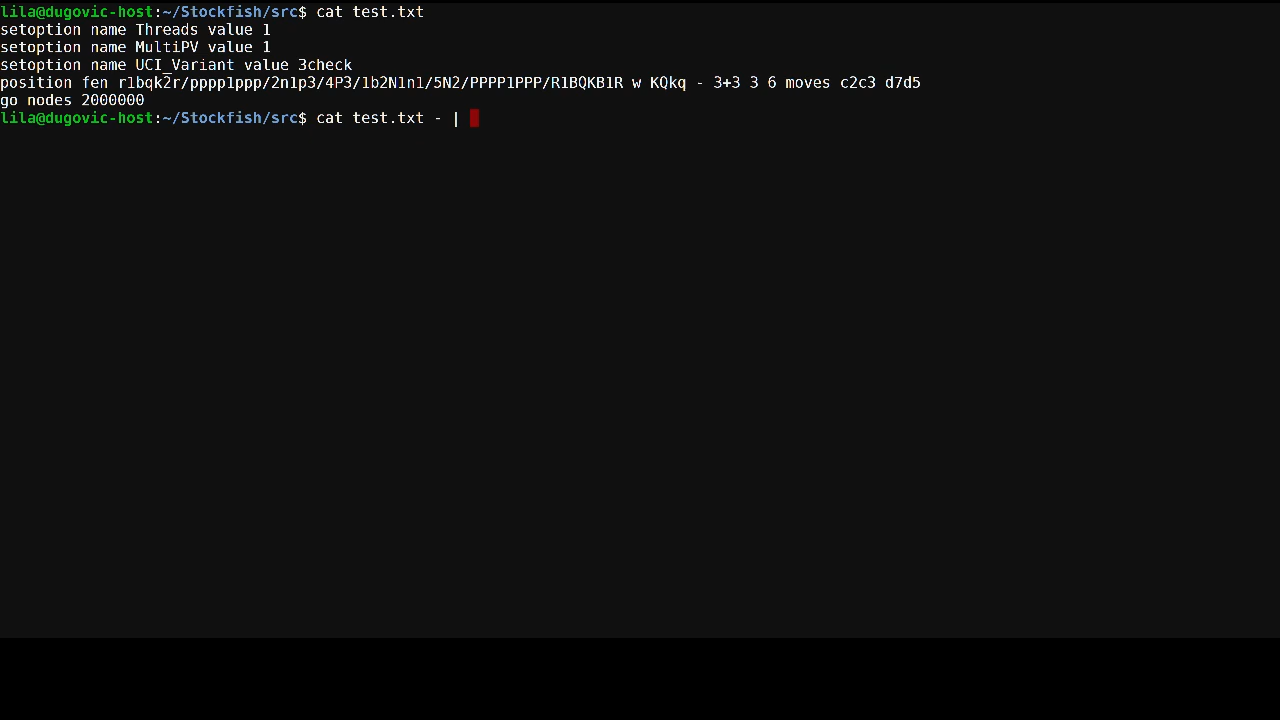 lila@dugovic-host:~/Stockfish/src$ cat test.txt
setoption name Threads value 1
setoption name MultiPV value 1
setoption name UCI_Variant value 3check
position fen r1bqk2r/pppp1ppp/2n1p3/4P3/1b2N1n1/5N2/PPPP1PPP/R1BQKB1R w KQkq - 3+3 3 6 moves c2c3 d7d5
go nodes 2000000
lila@dugovic-host:~/Stockfish/src$ cat test.txt - |